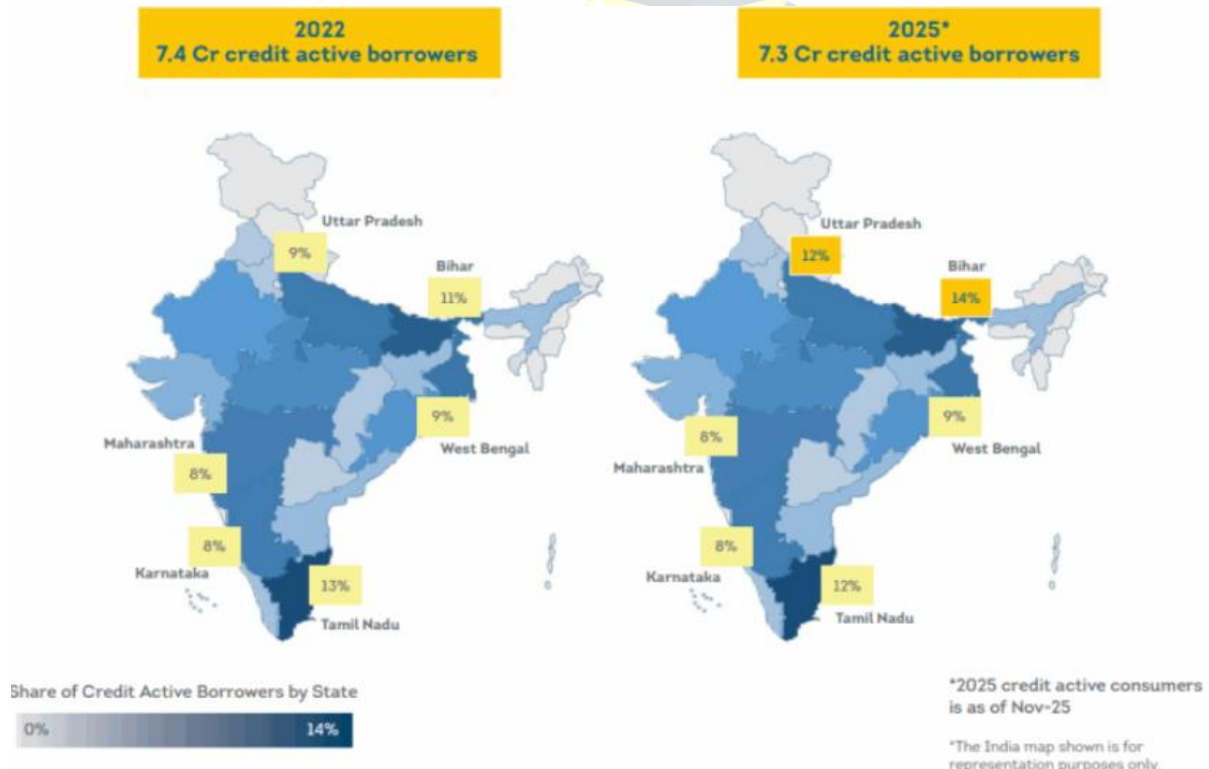 2022
7.4 Cr credit active borrowers
2025*
7.3 Cr credit active borrowers
Uttar Pradesh
9%
Bihar
11%
9%
West Bengal
Maharashtra
8%
8%
Karnataka
13%
Tamil Nadu
Uttar Pradesh
12%
Bihar
14%
9%
West Bengal
8%
Maharashtra
8%
Karnataka
12%
Tamil Nadu
Share of Credit Active Borrowers by State
0%
14%
*2025 credit active consumers
is as of Nov-25
*The India map shown is for
representation purposes only.